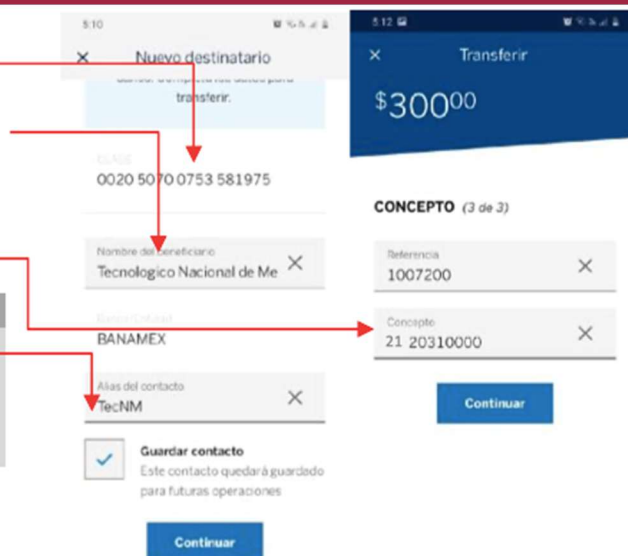 5:10
Nuevo destinatario
transferir.
CLABE
0020 5070 0753 581975
Nombre del beneficiario
Tecnologico Nacional de Me
BANAMEX
Alias del contacto
TecNM
Guardar contacto
Este contacto quedará guardado
para futuras operaciones
Continuar
5:12
Transferir
$30000
CONCEPTO (3 de 3)
Referencia
1007200
Concepto
21 20310000
Continuar